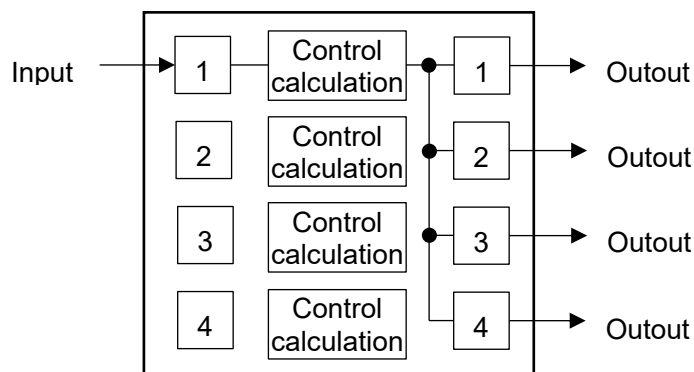 Input
1
Control
calculation
1
Outout
2
Control
calculation
2
Outout
3
Control
calculation
3
Outout
4
Control
calculation
4
Outout